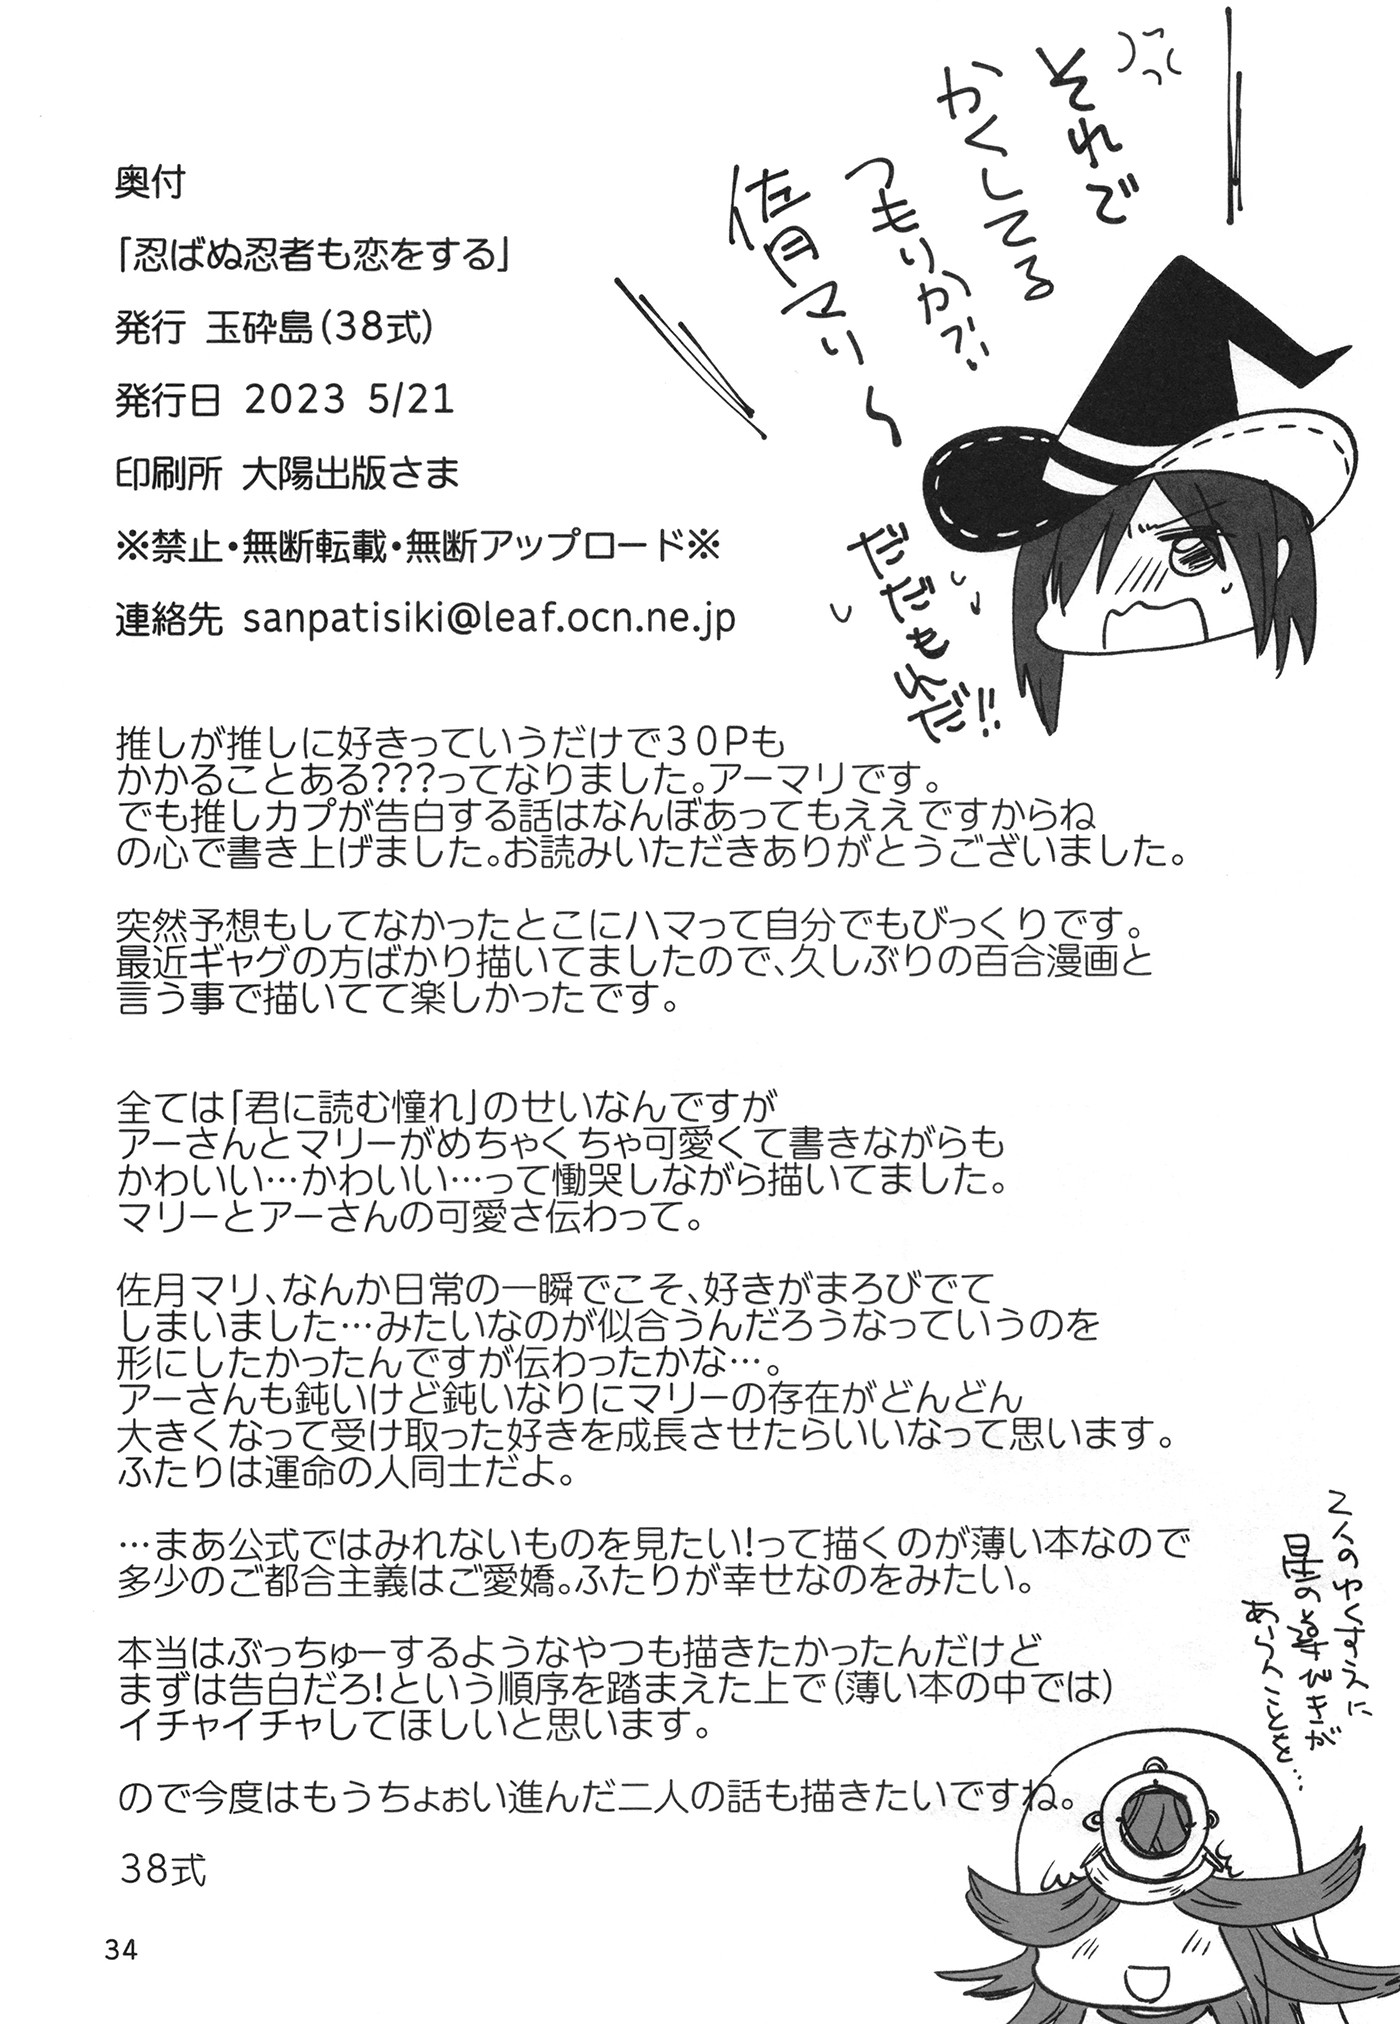 それで
かくしてる
つもりかい
佐月マリ〜
だだもれだ!!
奥付
「忍ばぬ忍者も恋をする」
発行 玉砕島(38式)
発行日 2023 5/21
印刷所 大陽出版さま
※禁止・無断転載・無断アップロード※
連絡先 sanpatisiki@leaf.ocn.ne.jp
推しが推しに好きっていうだけで30Pも
かかることある???ってなりました。アーマリです。
でも推しカプが告白する話はなんぼあってもええですからね
の心で書き上げました。お読みいただきありがとうございました。
突然予想もしてなかったとこにハマって自分でもびっくりです。
最近ギャグの方ばかり描いてましたので、久しぶりの百合漫画と
言う事で描いてて楽しかったです。
全ては「君に読む憧れ」のせいなんですが
アーさんとマリーがめちゃくちゃ可愛くて書きながらも
かわいい…かわいい…って慟哭しながら描いてました。
マリーとアーさんの可愛さ伝わって。
佐月マリ、なんか日常の一瞬でこそ、好きがまろびでて
しまいました…みたいなのが似合うんだろうなっていうのを
形にしたかったんですが伝わったかな…。
アーさんも鈍いけど鈍いなりにマリーの存在がどんどん
大きくなって受け取った好きを成長させたらいいなって思います。
ふたりは運命の人同士だよ。
…まあ公式ではみれないものを見たい!って描くのが薄い本なので
多少のご都合主義はご愛嬌。ふたりが幸せなのをみたい。
本当はぶっちゅーするようなやつも描きたかったんだけど
まずは告白だろ!という順序を踏まえた上で(薄い本の中では)
イチャイチャしてほしいと思います。
ので今度はもうちょぉい進んだ二人の話も描きたいですね。
38式
2人のゆくすえに
星のみちびきが
あらんことを…
34